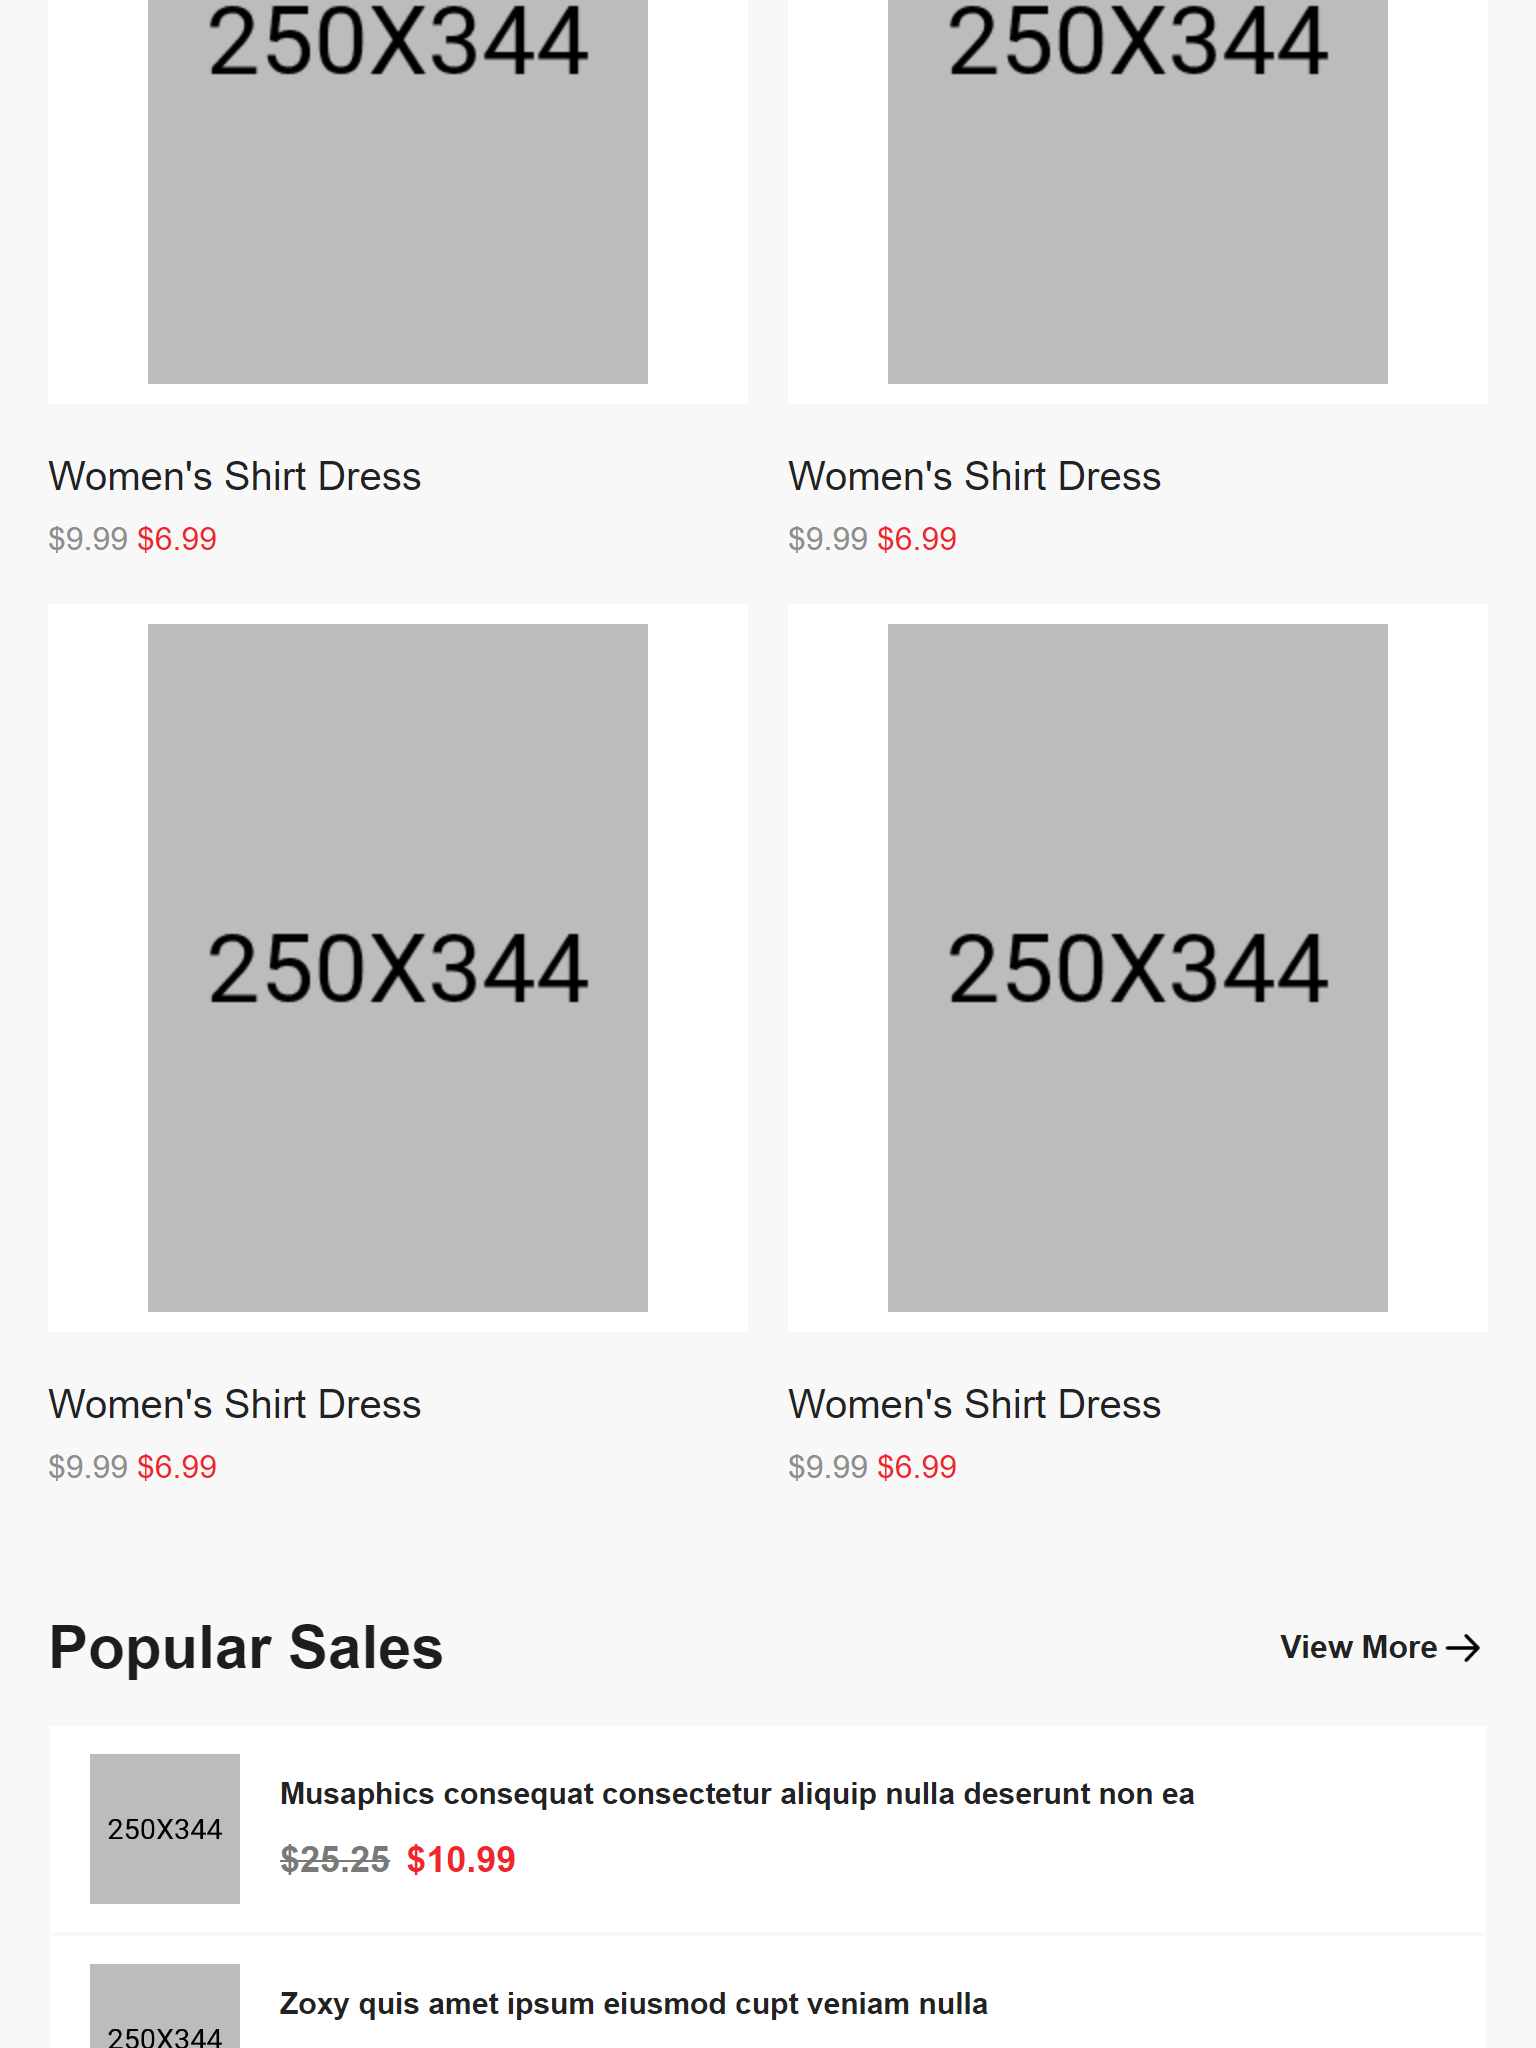 250X344 250X344
Women's Shirt Dress Women's Shirt Dress
$9.99 $6.99 $9.99 $6.99
250X344 250X344
Women's Shirt Dress Women's Shirt Dress
$9.99 $6.99 $9.99 $6.99
Popular Sales View More
250X344
Musaphics consequat consectetur aliquip nulla deserunt non ea
$25.25 $10.99
Zoxy quis amet ipsum eiusmod cupt veniam nulla
250X344